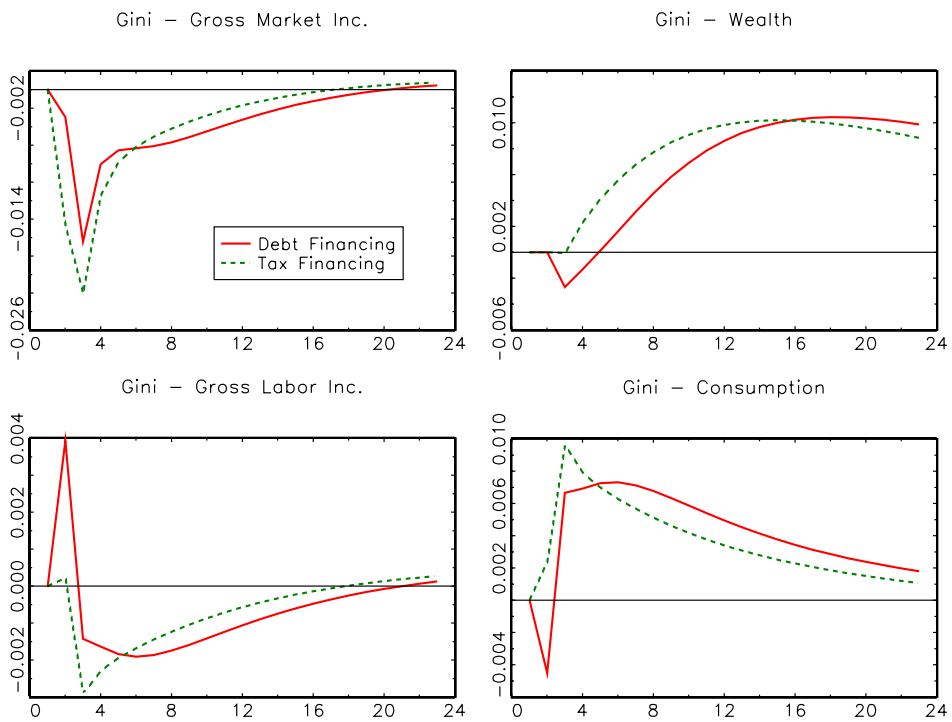 Gini – Gross Market Inc.
Gini – Wealth
-0.002
-0.014
-0.026
0 4 8 12 16 20 24
Debt Financing
Tax Financing
0.010
0.002
-0.006
0 4 8 12 16 20 24
Gini – Gross Labor Inc.
Gini – Consumption
0.004
0.002
0.000
-0.002
0 4 8 12 16 20 24
0.010
0.006
0.002
-0.004
0 4 8 12 16 20 24